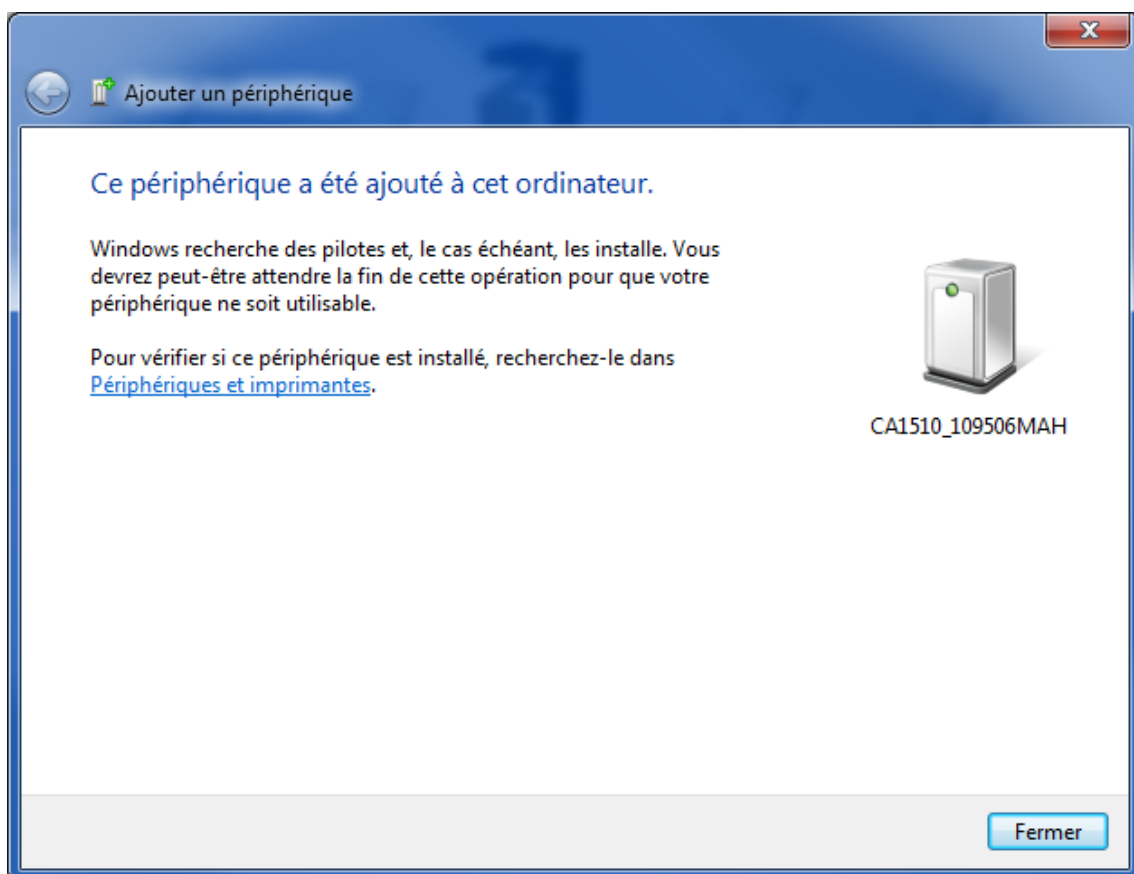 Ajouter un périphérique
Ce périphérique a été ajouté à cet ordinateur.
Windows recherche des pilotes et, le cas échéant, les installe. Vous
devrez peut-être attendre la fin de cette opération pour que votre
périphérique ne soit utilisable.
Pour vérifier si ce périphérique est installé, recherchez-le dans
Périphériques et imprimantes.
CA1510_109506MAH
Fermer